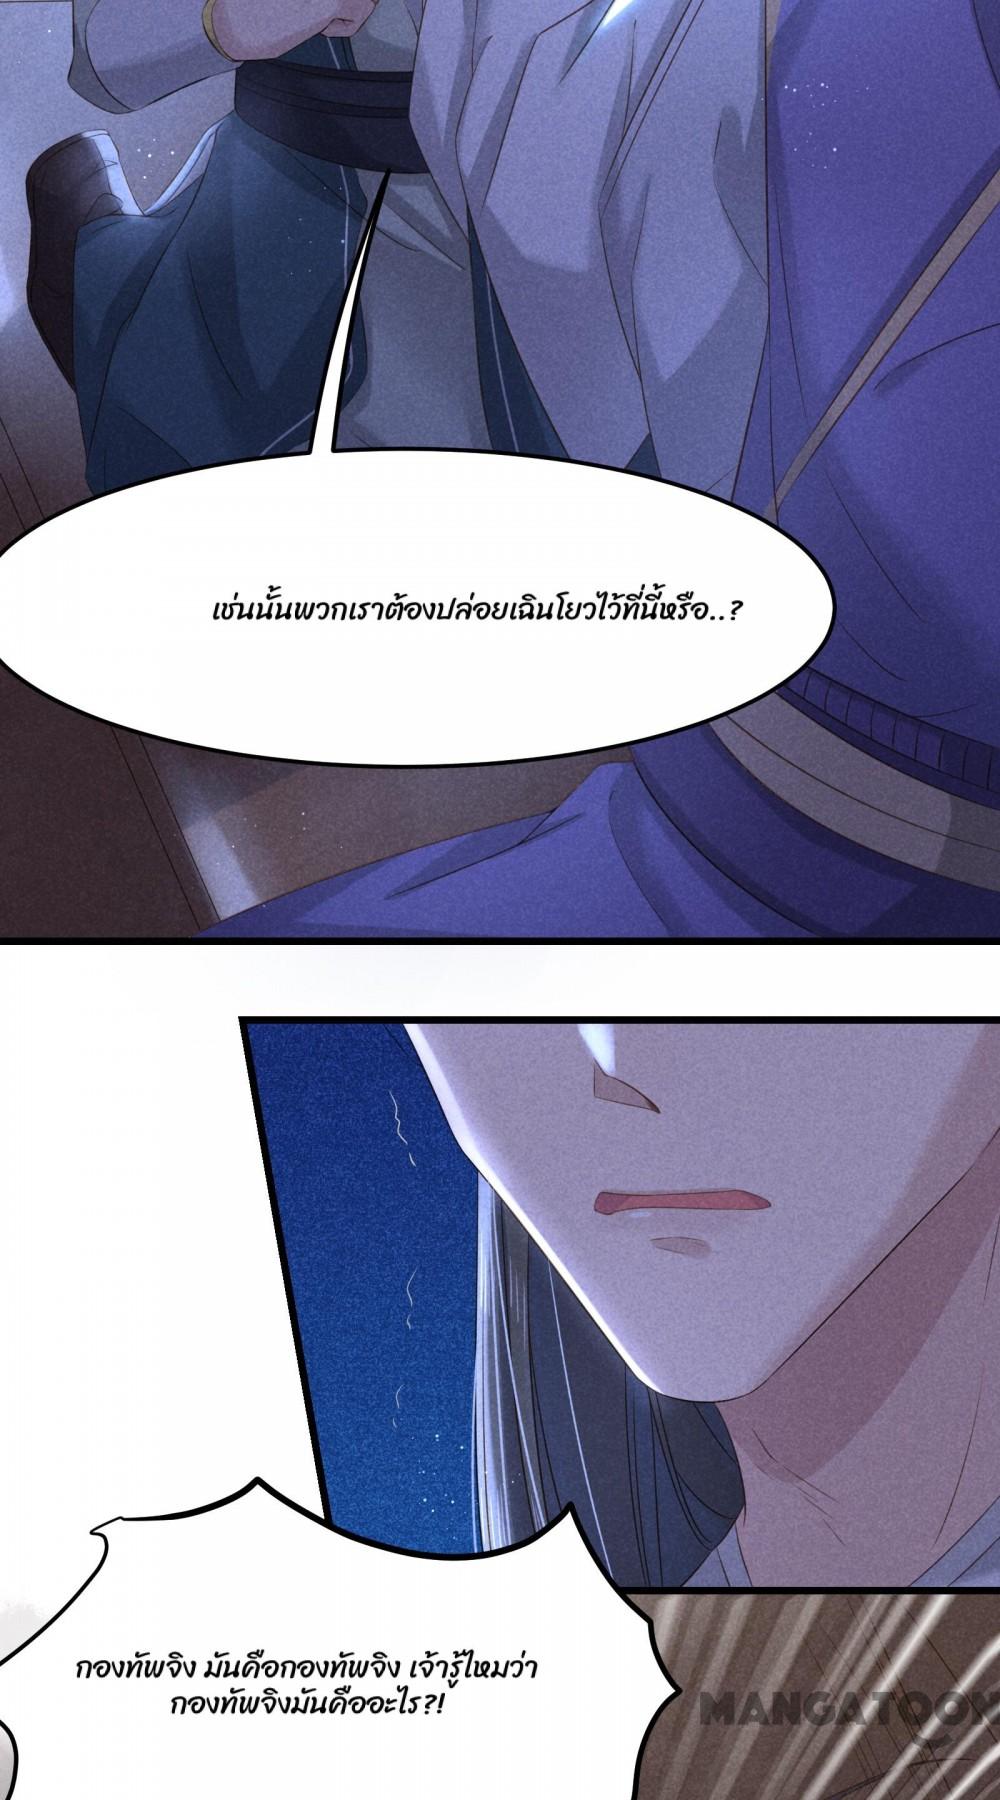 เช่นนั้นพวกเราต้องปล่อยเฉินโยวไว้ที่นี้หรือ..?
กองทัพจิง มันคือกองทัพจิง เจ้ารู้ไหมว่า
กองทัพจิงมันคืออะไร?!
MANGATOON